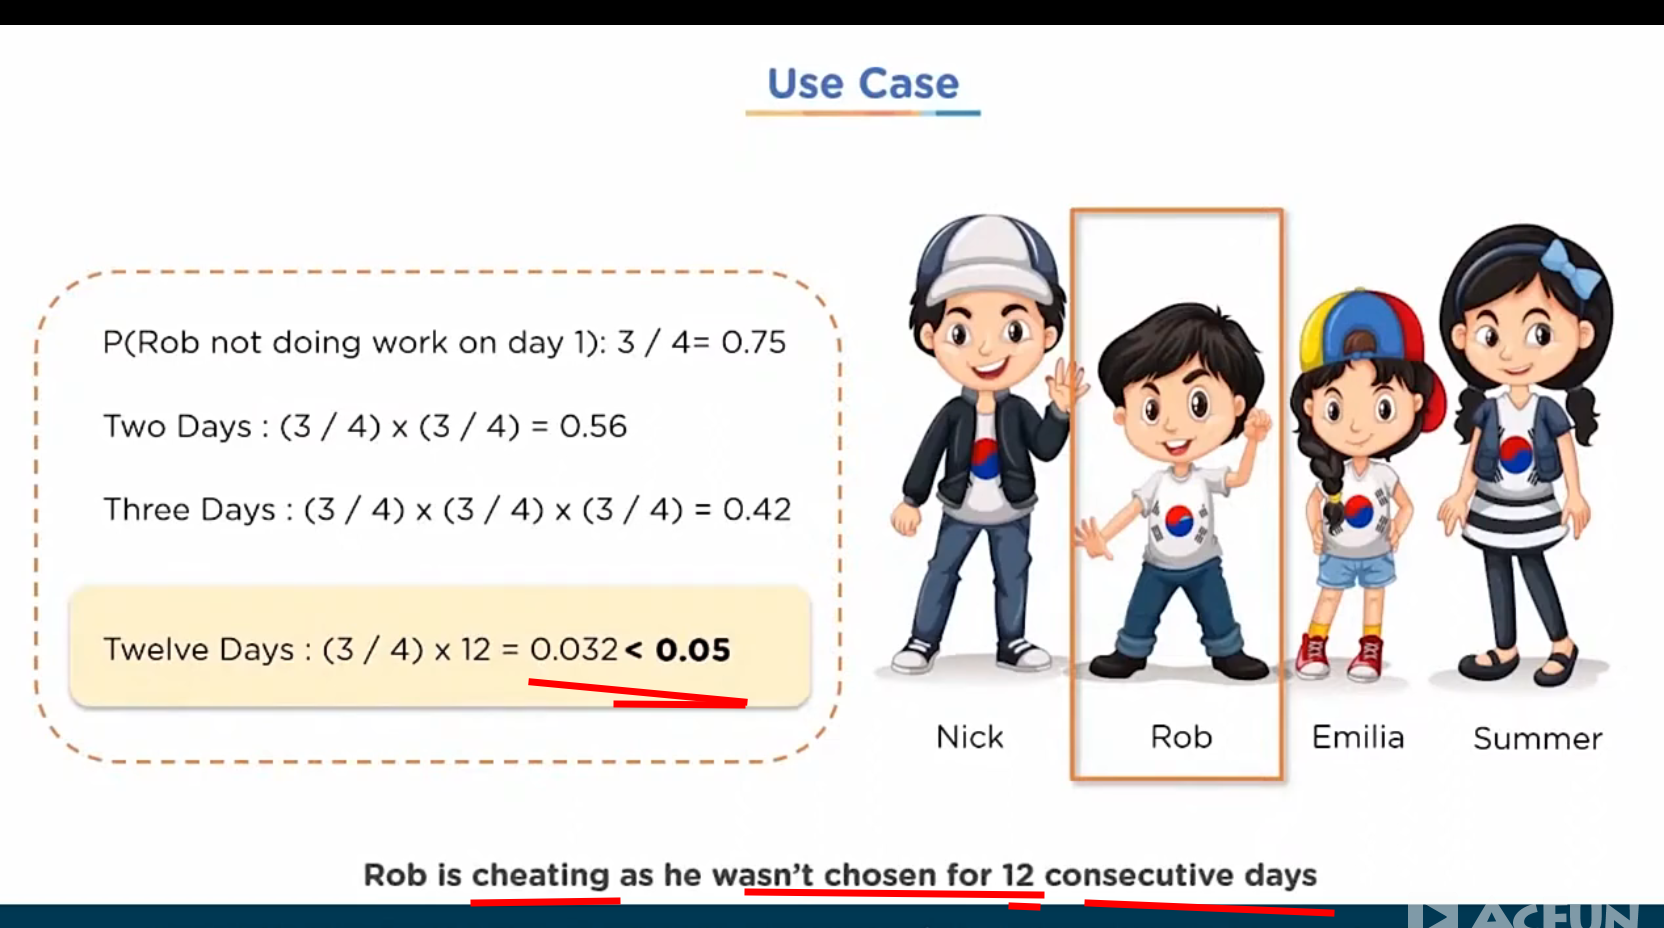 Use Case
P(Rob not doing work on day 1): 3 / 4= 0.75
Two Days : (3 / 4) x (3 / 4) = 0.56
Three Days : (3 / 4) x (3 / 4) x (3 / 4) = 0.42
Twelve Days : (3 / 4) x 12 = 0.032 < 0.05
Nick Rob Emilia Summer
Rob is cheating as he wasn't chosen for 12 consecutive days
ACFUN